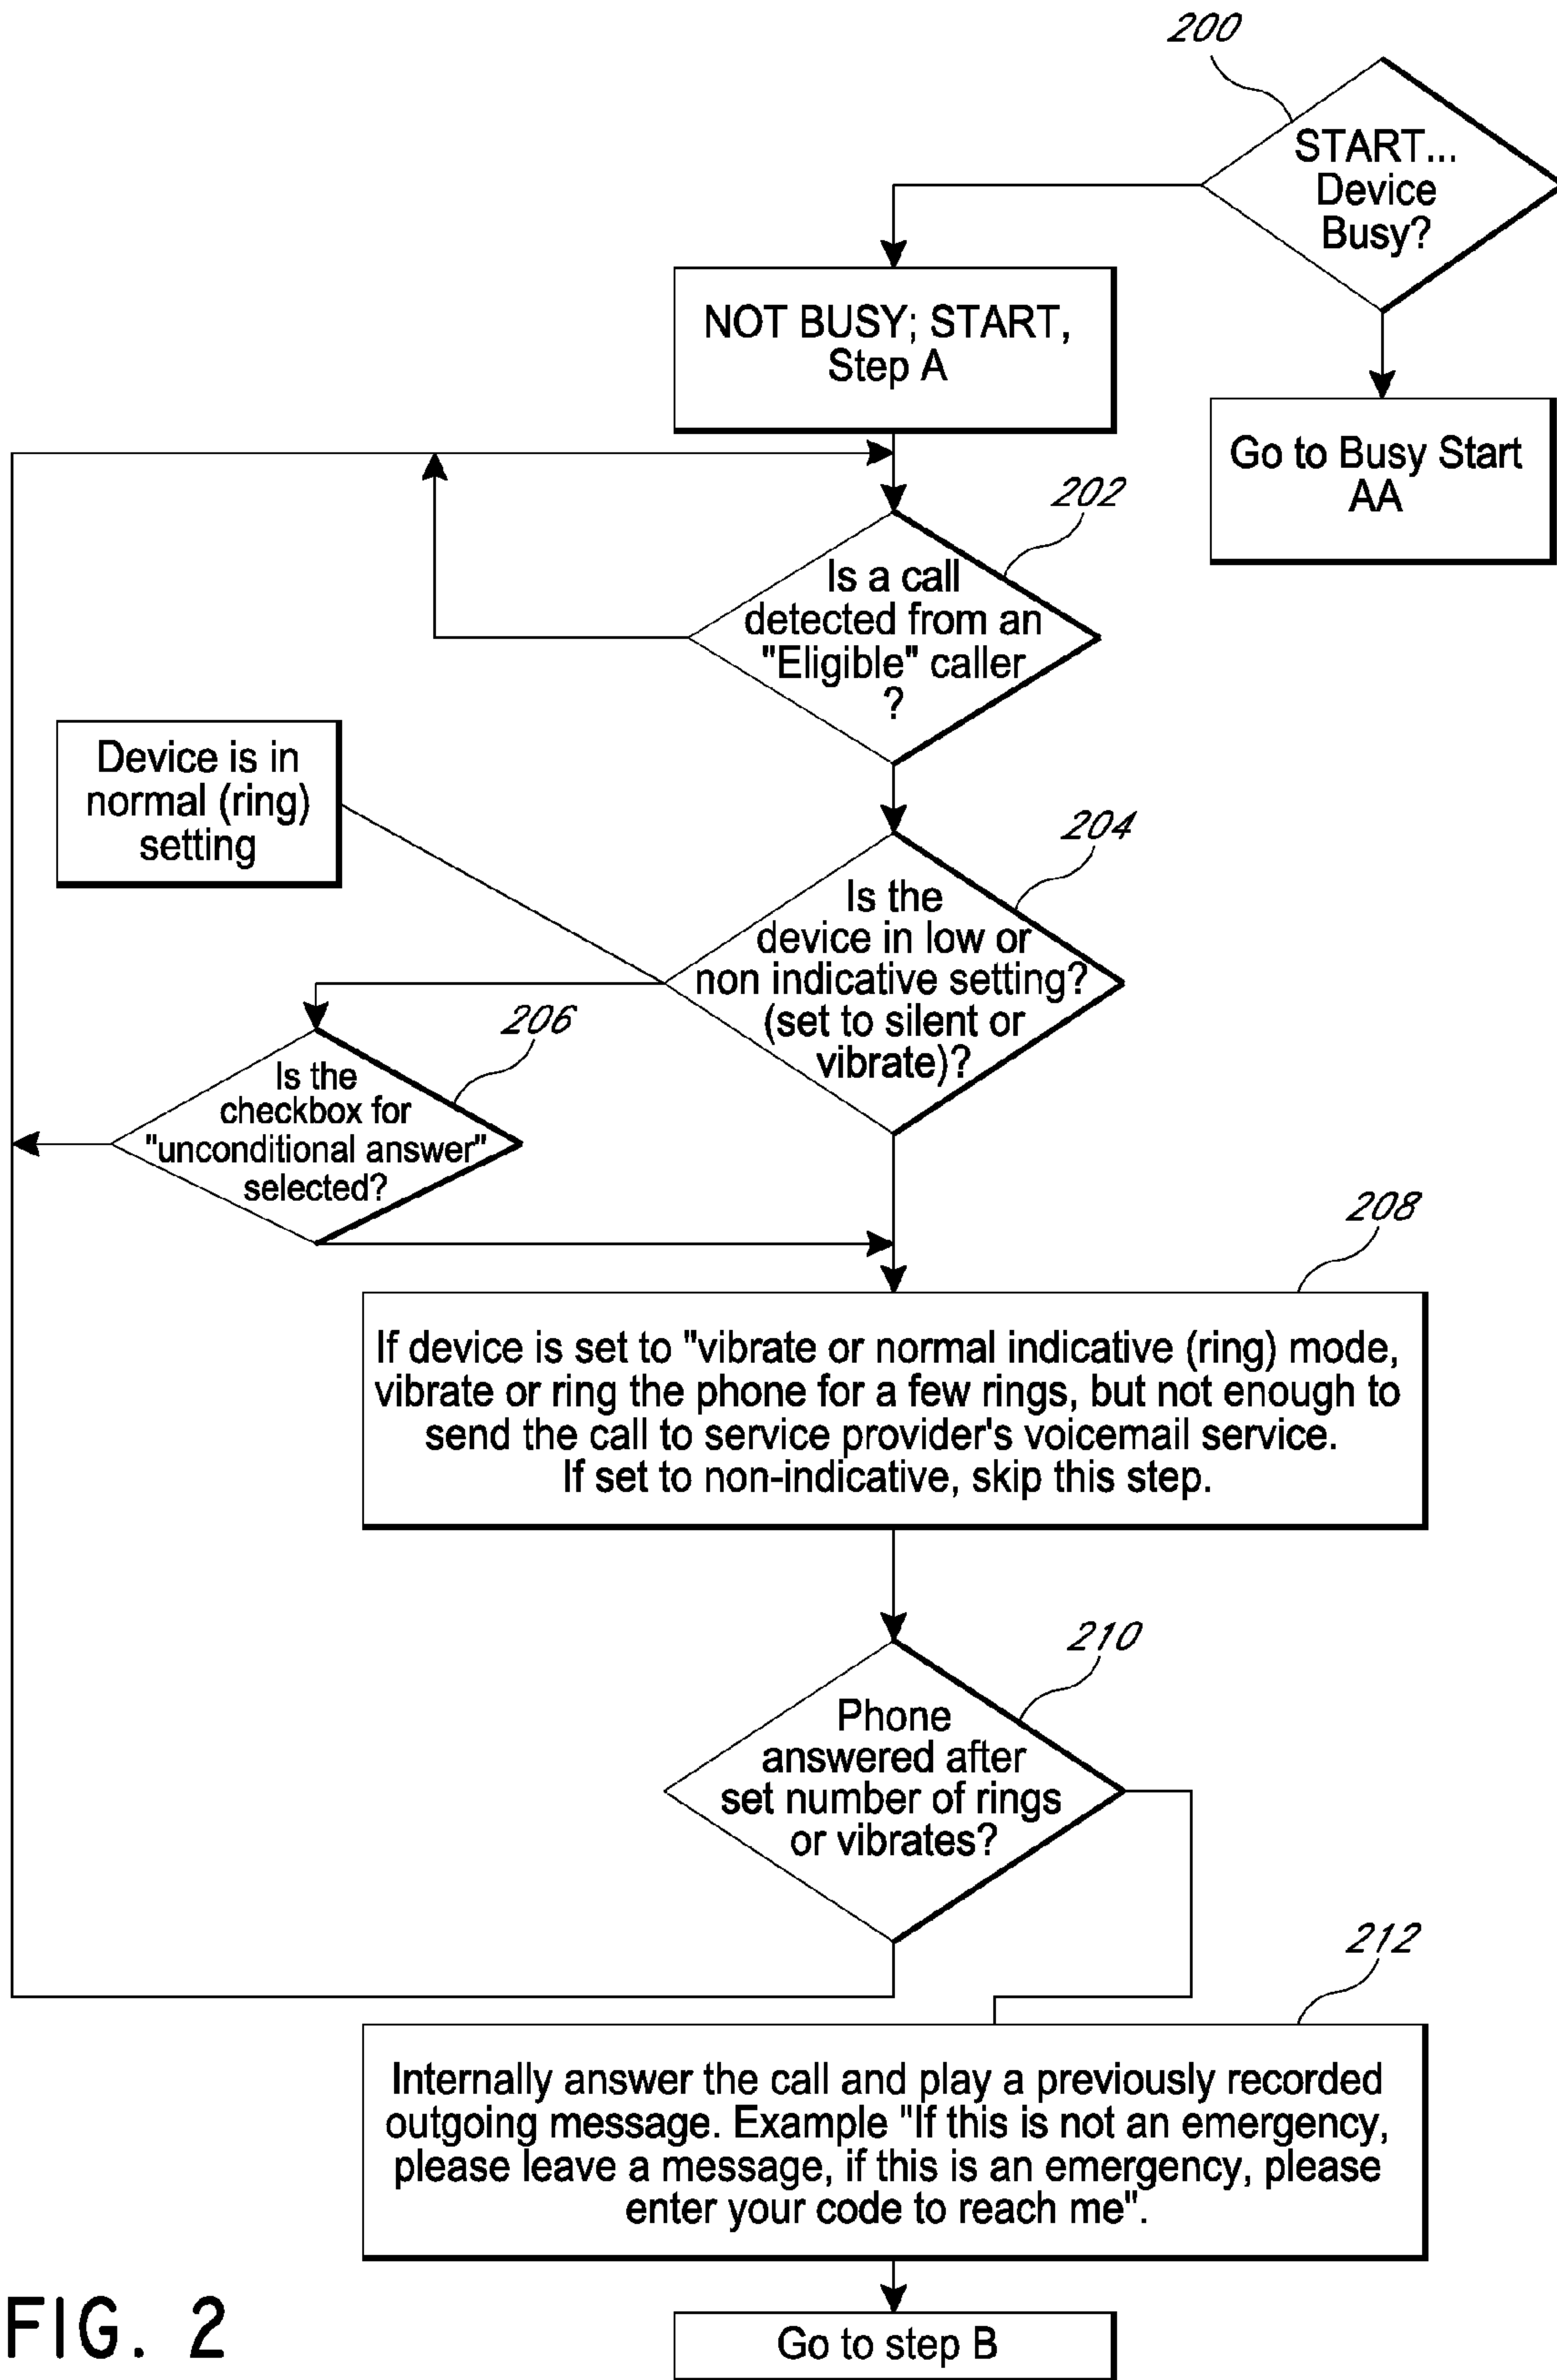 200
START...
Device
Busy?
NOT BUSY; START,
Step A
Go to Busy Start
AA
202
Is a call
detected from an
"Eligible" caller
?
Device is in
normal (ring)
setting
204
Is the
device in low or
non indicative setting?
(set to silent or
vibrate)?
206
Is the
checkbox for
"unconditional answer"
selected?
208
If device is set to "vibrate or normal indicative (ring) mode,
vibrate or ring the phone for a few rings, but not enough to
send the call to service provider's voicemail service.
If set to non-indicative, skip this step.
210
Phone
answered after
set number of rings
or vibrates?
212
Internally answer the call and play a previously recorded
outgoing message. Example "If this is not an emergency,
please leave a message, if this is an emergency, please
enter your code to reach me".
Go to step B
FIG. 2